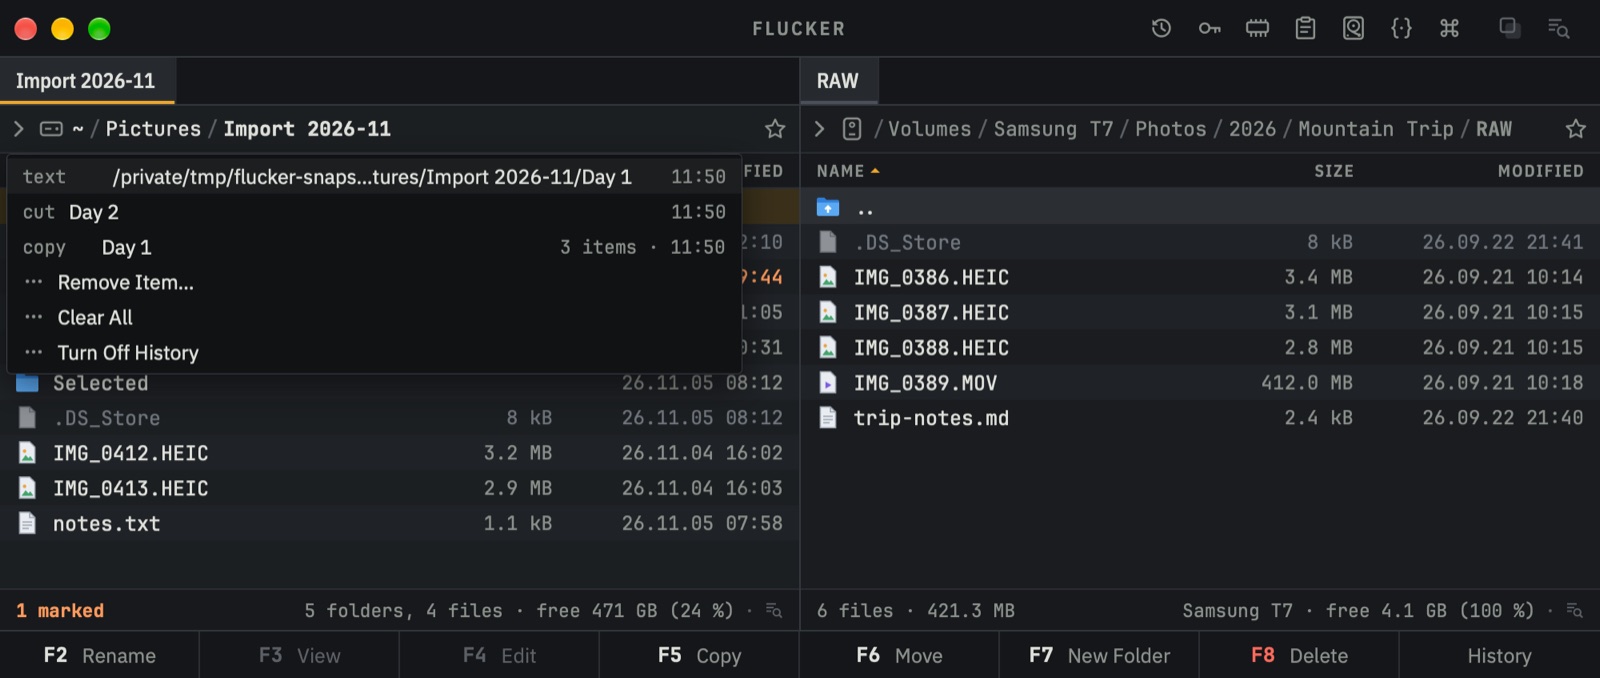 FLUCKER
Import 2026-11
RAW
~ / Pictures / Import 2026-11
/ Volumes / Samsung T7 / Photos / 2026 / Mountain Trip / RAW
text /private/tmp/flucker-snaps...tures/Import 2026-11/Day 1 11:50
cut Day 2 11:50
copy Day 1 3 items · 11:50
··· Remove Item...
··· Clear All
··· Turn Off History
FIED
2:10
9:44
1:05
0:31
Selected 26.11.05 08:12
.DS_Store 8 kB 26.11.05 08:12
IMG_0412.HEIC 3.2 MB 26.11.04 16:02
IMG_0413.HEIC 2.9 MB 26.11.04 16:03
notes.txt 1.1 kB 26.11.05 07:58
1 marked 5 folders, 4 files · free 471 GB (24 %) ·
NAME SIZE MODIFIED
..
.DS_Store 8 kB 26.09.22 21:41
IMG_0386.HEIC 3.4 MB 26.09.21 10:14
IMG_0387.HEIC 3.1 MB 26.09.21 10:15
IMG_0388.HEIC 2.8 MB 26.09.21 10:15
IMG_0389.MOV 412.0 MB 26.09.21 10:18
trip-notes.md 2.4 kB 26.09.22 21:40
6 files · 421.3 MB Samsung T7 · free 4.1 GB (100 %) ·
F2 Rename F3 View F4 Edit F5 Copy F6 Move F7 New Folder F8 Delete History